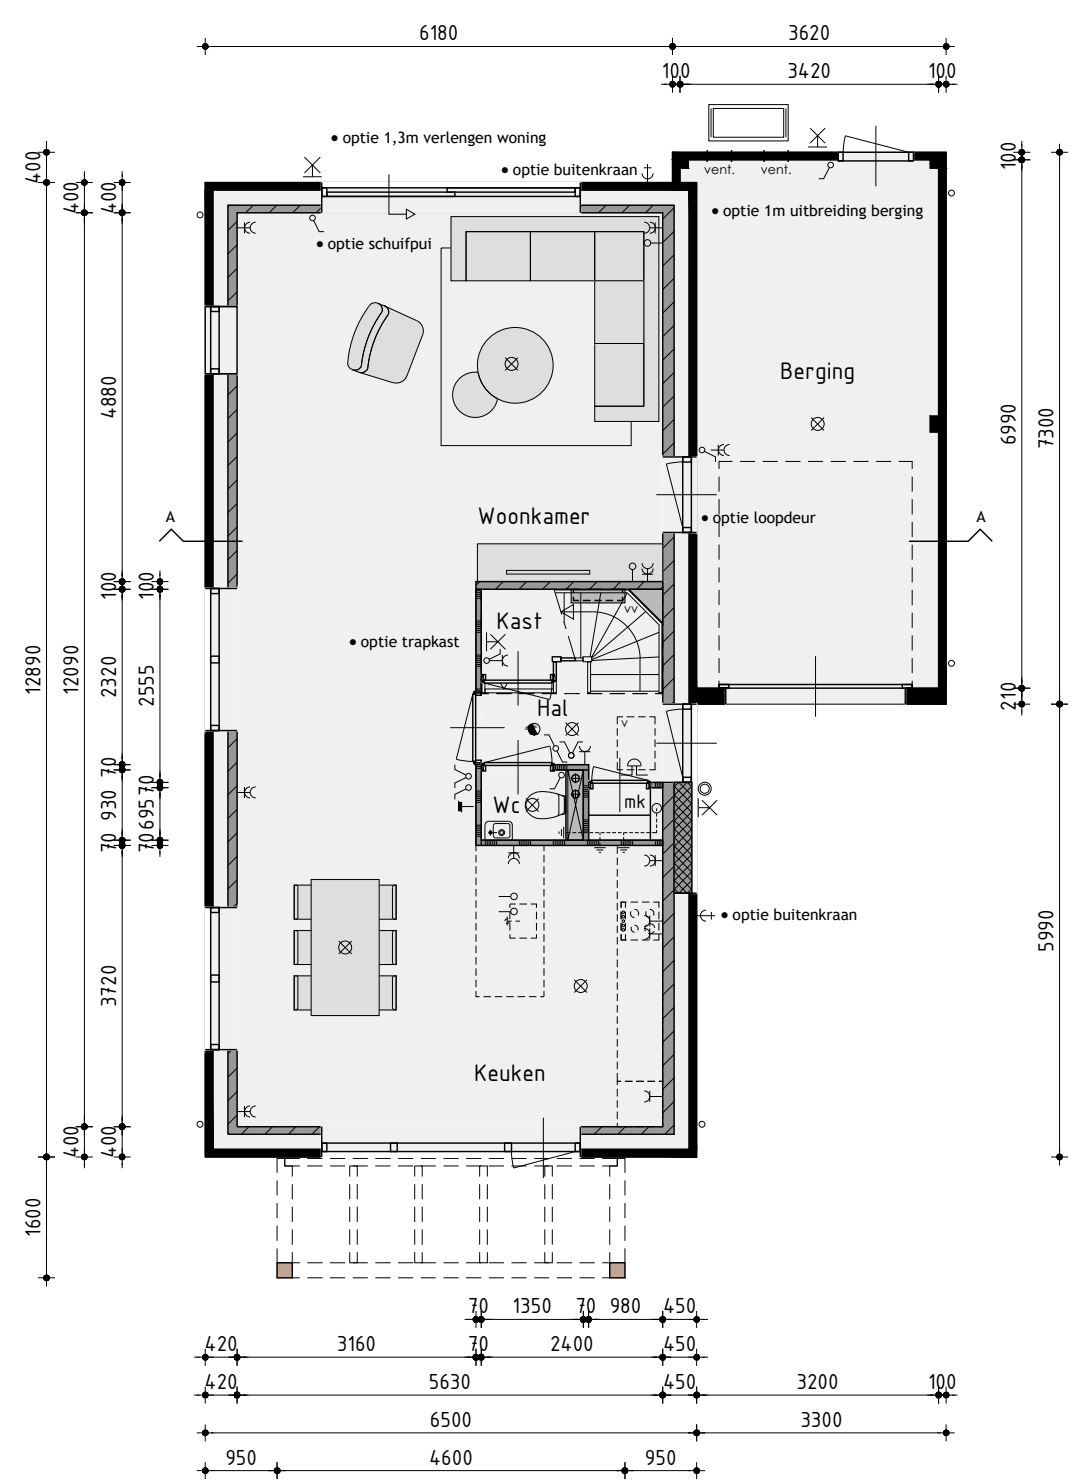 6180
3620
100
3420
100
• optie 1,3m verlengen woning
• optie buitenkraan
vent.
vent.
• optie 1m uitbreiding berging
• optie schuifpui
400
400
400
100
4880
Berging
6990
7300
Woonkamer
• optie loopdeur
A
A
100
100
Kast
vv
• optie trapkast
12890
12090
2320
2555
v
Hal
v
210
70
70
930
695
Wc
mk
70
70
• optie buitenkraan
5990
3720
Keuken
400
400
1600
70
1350
70
980
450
420
3160
70
2400
450
420
5630
450
3200
100
6500
3300
950
4600
950